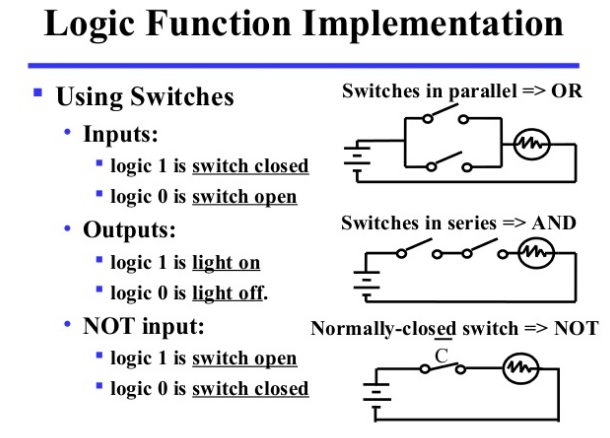 Logic Function Implementation
Using Switches
Inputs:
logic 1 is switch closed
logic 0 is switch open
Outputs:
logic 1 is light on
logic 0 is light off.
NOT input:
logic 1 is switch open
logic 0 is switch closed
Switches in parallel => OR
Switches in series => AND
Normally-closed switch => NOT
C̅